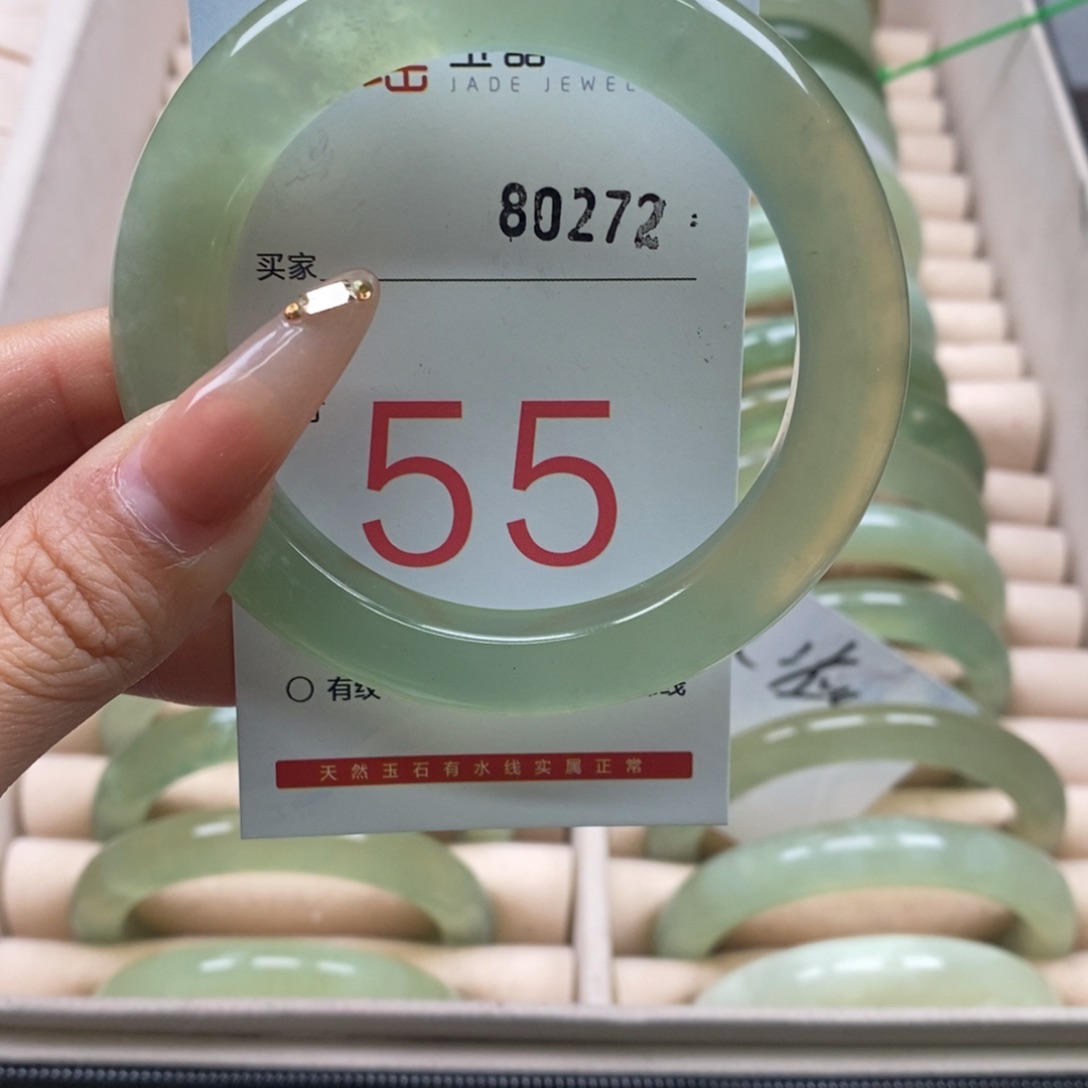 JADE JEWEL
80272 :
买家
55
○ 有纹
天然玉石有水线实属正常